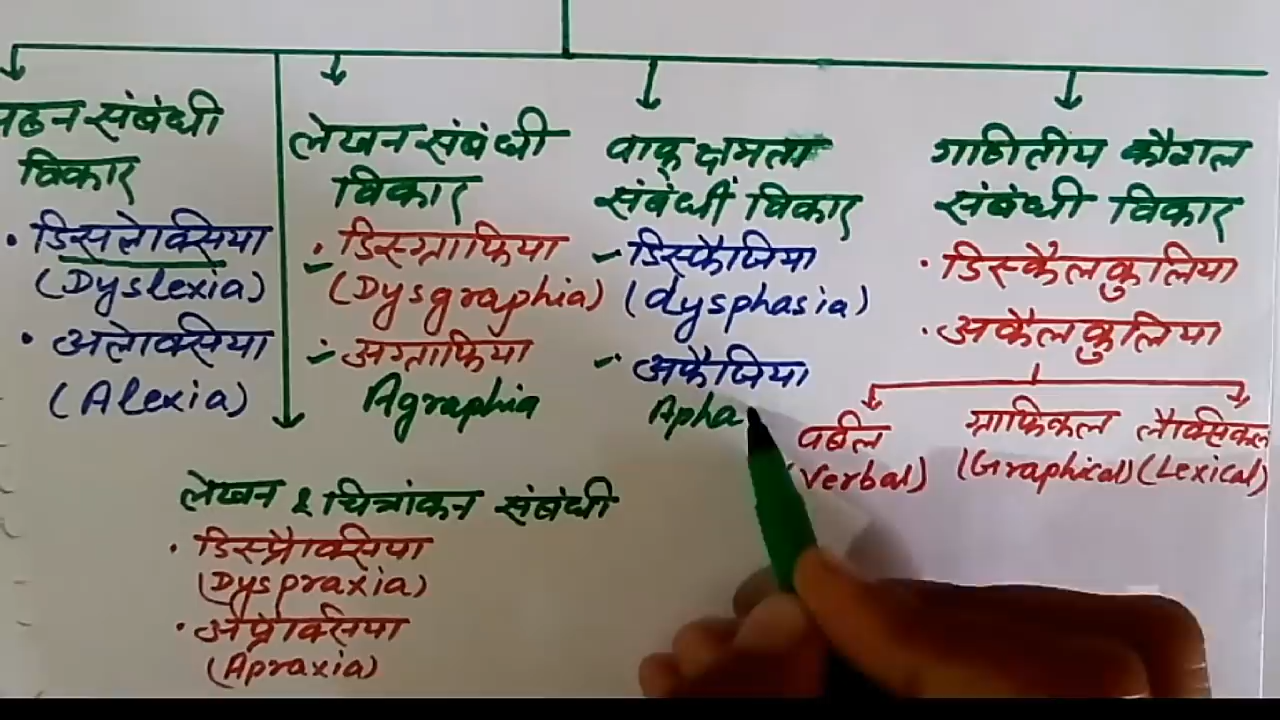 पठन संबंधी
विकार
• डिसलेक्सिया
(Dyslexia)
• अलेक्सिया
(Alexia)
लेखन संबंधी
विकार
• डिस्ग्राफिया
(Dysgraphia)
• अग्राफिया
Agraphia
वाक् क्षमता
संबंधी विकार
डिस्फैजिया
(dysphasia)
अफैजिया
Apha
गणितीय कौशल
संबंधी विकार
• डिस्कैलकुलिया
• अकैलकुलिया
वर्बल
(Verbal)
ग्राफिकल
(Graphical)
लैक्सिकल
(Lexical)
लेखन & चित्रांकन संबंधी
• डिस्प्रैक्सिया
(Dyspraxia)
• अप्रैक्सिया
(Apraxia)